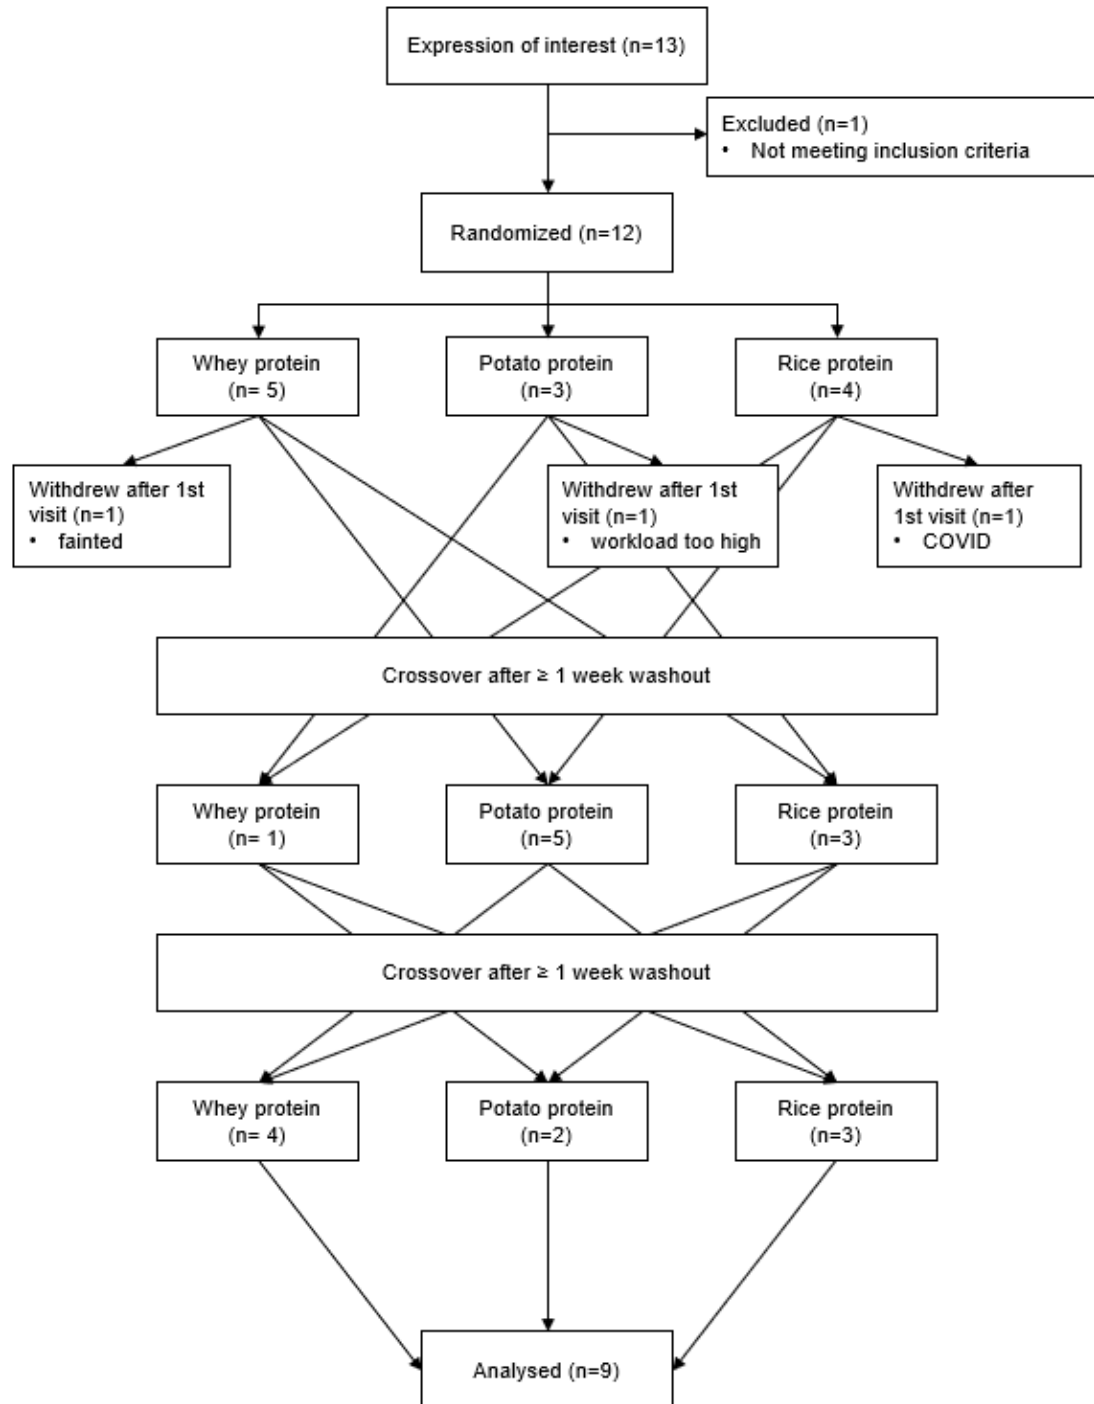 Expression of interest (n=13)
Excluded (n=1)
• Not meeting inclusion criteria
Randomized (n=12)
Whey protein
(n= 5)
Potato protein
(n=3)
Rice protein
(n=4)
Withdrew after 1st
visit (n=1)
• fainted
Withdrew after 1st
visit (n=1)
• workload too high
Withdrew after
1st visit (n=1)
• COVID
Crossover after ≥ 1 week washout
Whey protein
(n= 1)
Potato protein
(n=5)
Rice protein
(n=3)
Crossover after ≥ 1 week washout
Whey protein
(n= 4)
Potato protein
(n=2)
Rice protein
(n=3)
Analysed (n=9)